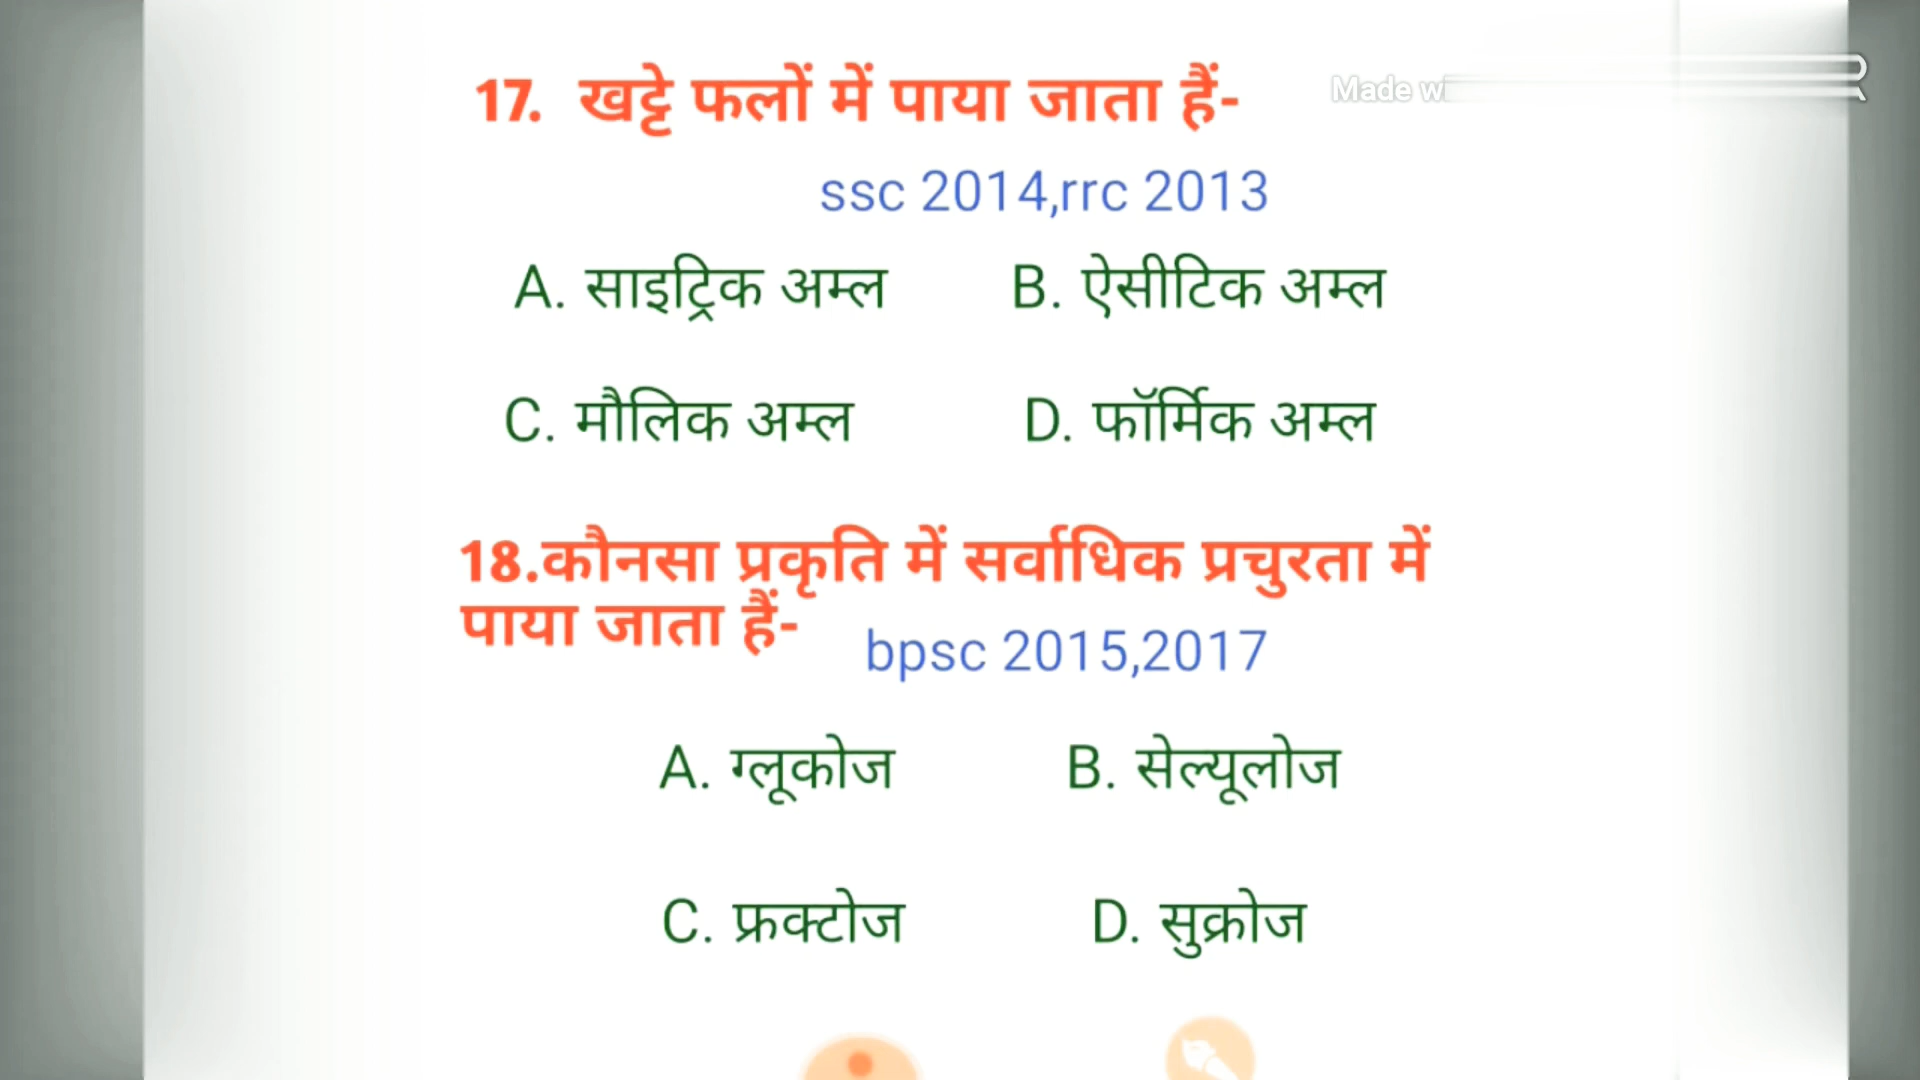 17. खट्टे फलों में पाया जाता हैं-
Made
ssc 2014,rrc 2013
A. साइट्रिक अम्ल B. ऐसीटिक अम्ल
C. मौलिक अम्ल D. फॉर्मिक अम्ल
18.कौनसा प्रकृति में सर्वाधिक प्रचुरता में
पाया जाता हैं-
bpsc 2015,2017
A. ग्लूकोज B. सेल्यूलोज
C. फ्रक्टोज D. सुक्रोज